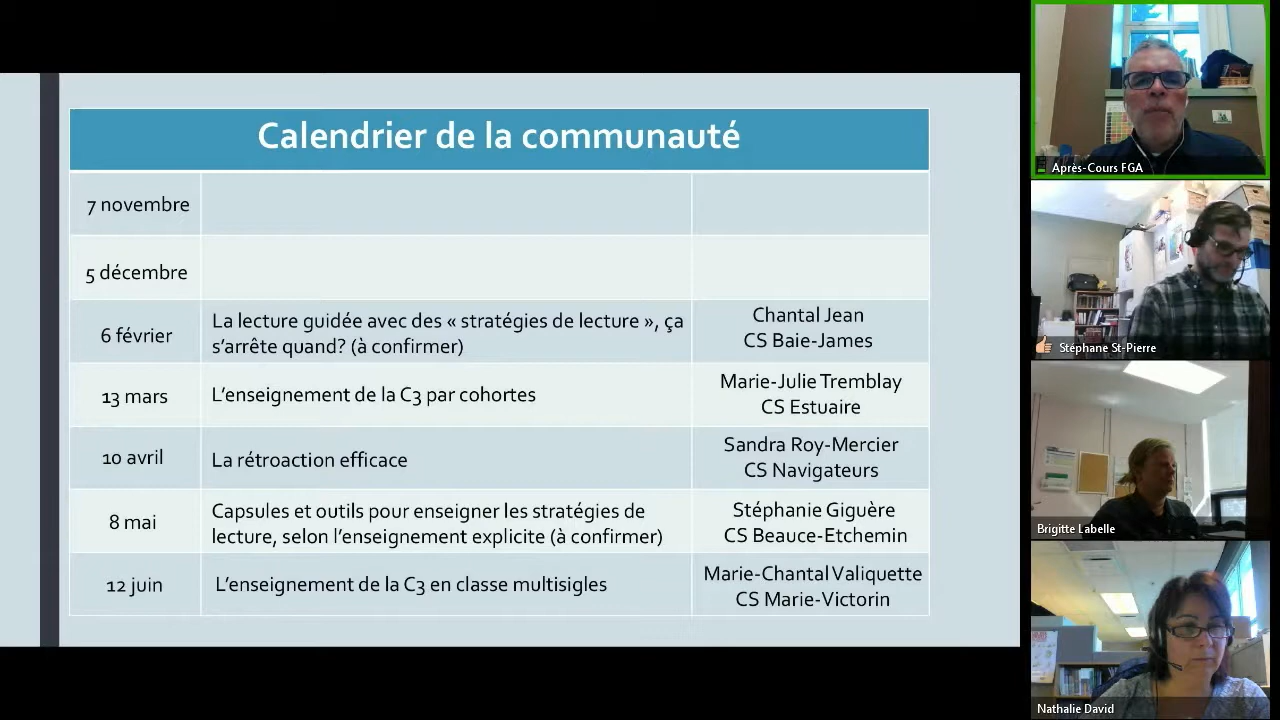 Calendrier de la communauté
7 novembre
5 décembre
6 février
La lecture guidée avec des « stratégies de lecture », ça
s'arrête quand? (à confirmer)
Chantal Jean
CS Baie-James
13 mars
L'enseignement de la C3 par cohortes
Marie-Julie Tremblay
CS Estuaire
10 avril
La rétroaction efficace
Sandra Roy-Mercier
CS Navigateurs
8 mai
Capsules et outils pour enseigner les stratégies de
lecture, selon l'enseignement explicite (à confirmer)
Stéphanie Giguère
CS Beauce-Etchemin
12 juin
L'enseignement de la C3 en classe multisigles
Marie-Chantal Valiquette
CS Marie-Victorin
Après-Cours FGA
Stéphane St-Pierre
Brigitte Labelle
Nathalie David